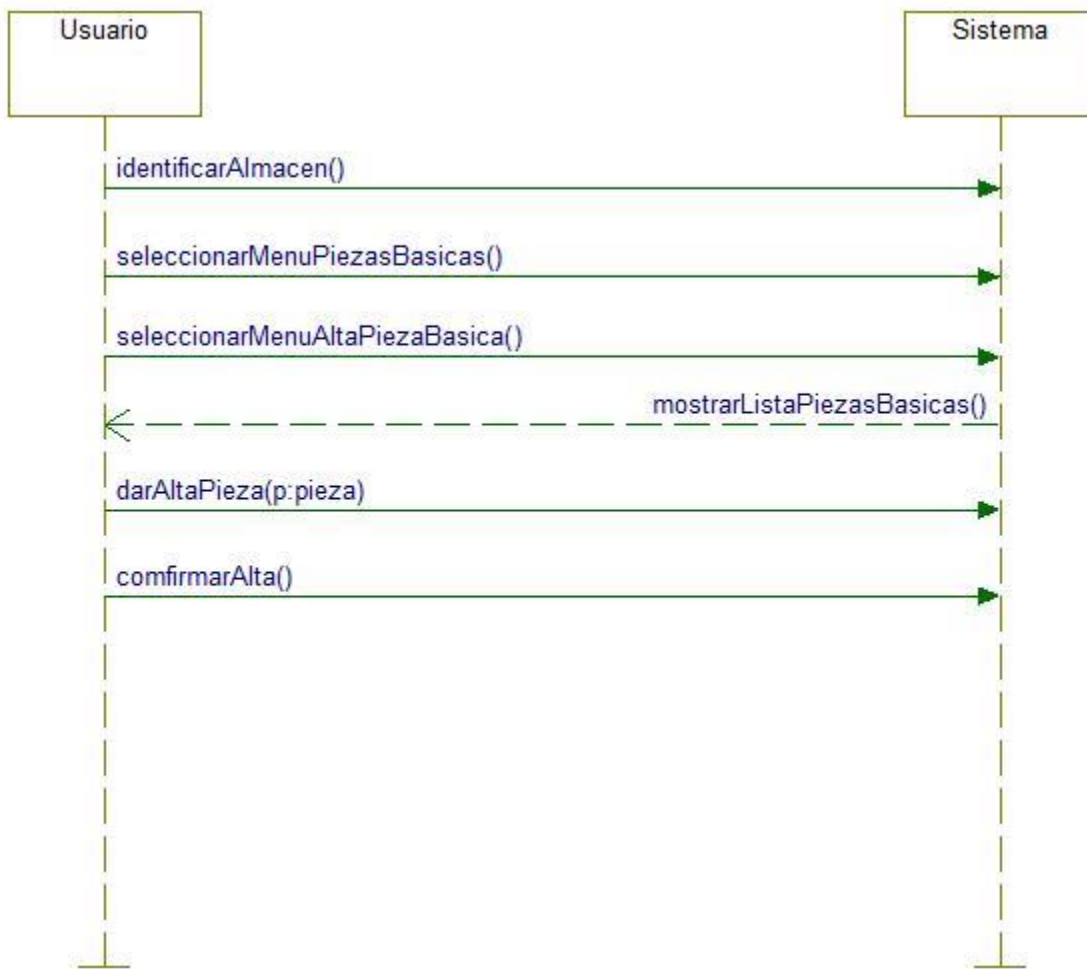 Usuario
Sistema
identificarAlmacen()
seleccionarMenuPiezasBasicas()
seleccionarMenuAltaPiezaBasica()
mostrarListaPiezasBasicas()
darAltaPieza(p:pieza)
comfirmarAlta()